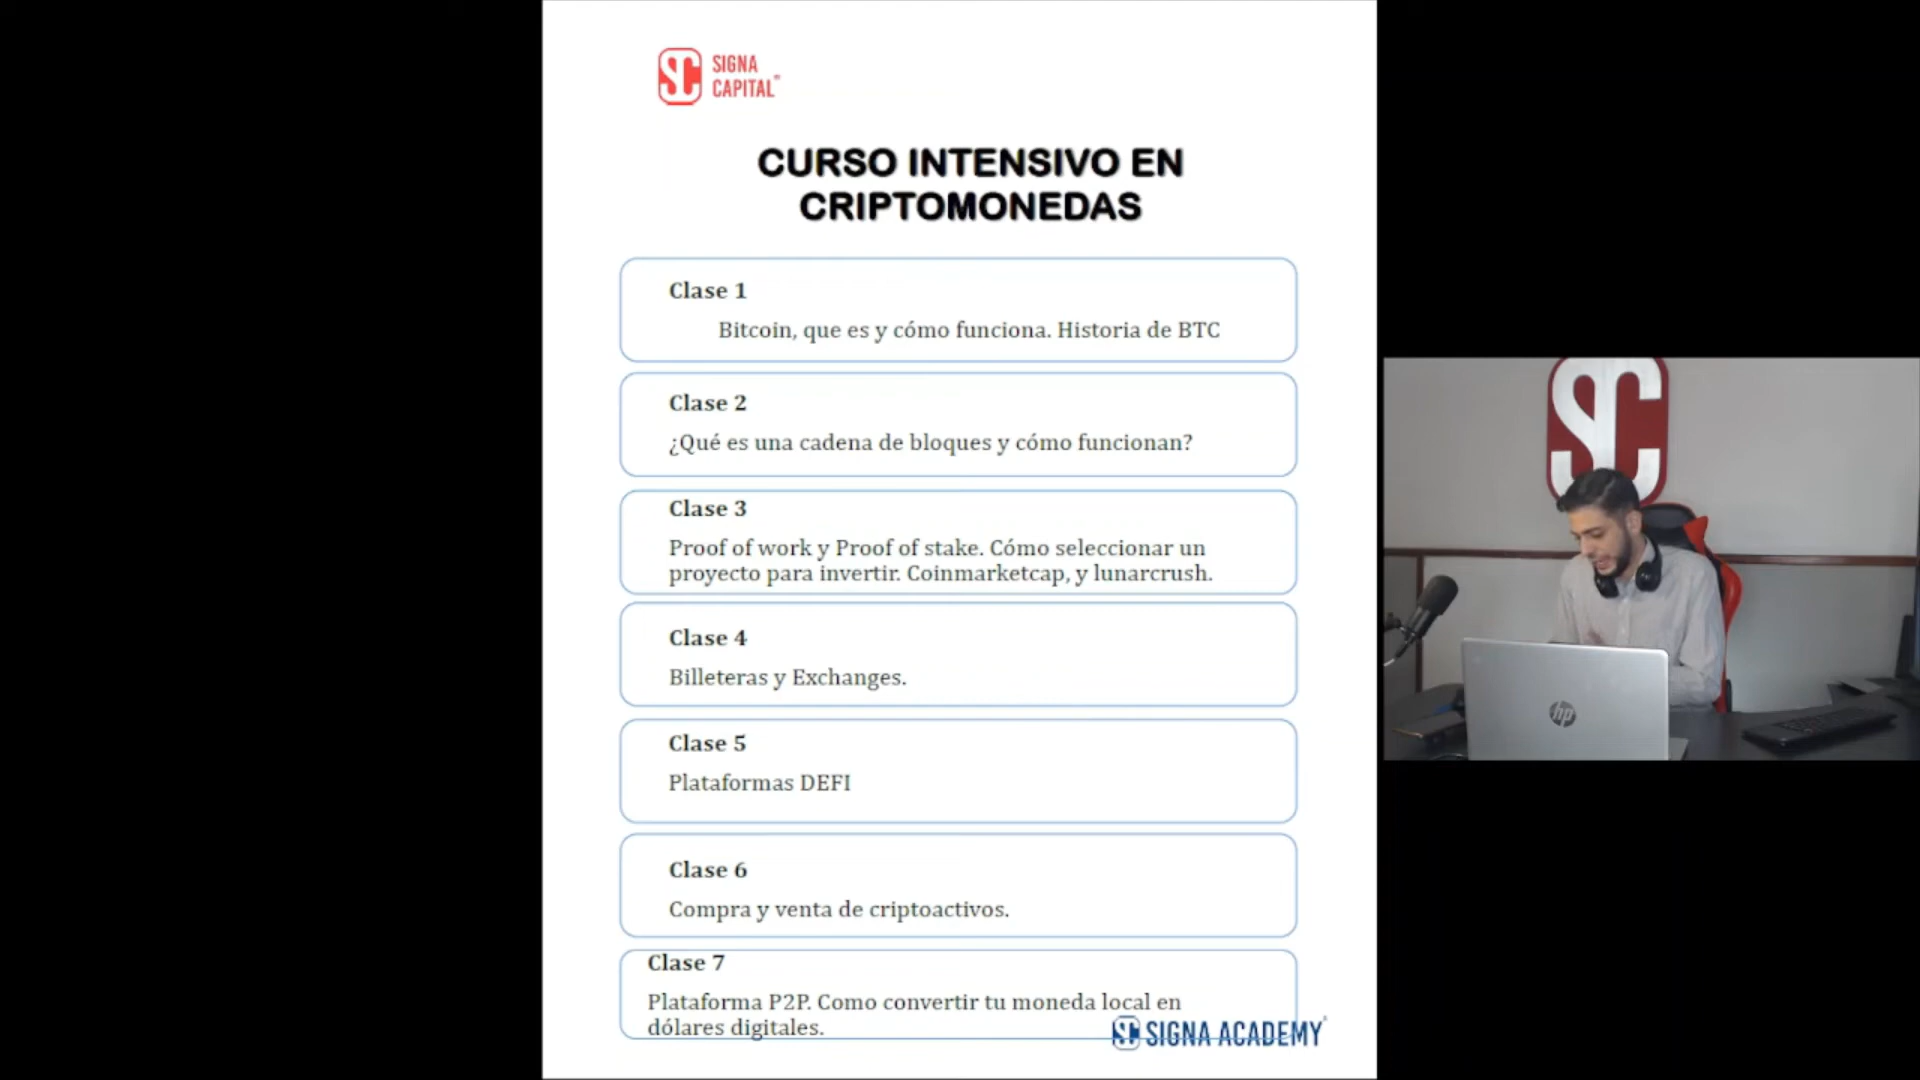 SIGNA
CAPITAL
CURSO INTENSIVO EN
CRIPTOMONEDAS
Clase 1
Bitcoin, que es y cómo funciona. Historia de BTC
Clase 2
¿Qué es una cadena de bloques y cómo funcionan?
Clase 3
Proof of work y Proof of stake. Cómo seleccionar un
proyecto para invertir. Coinmarketcap, y lunarcrush.
Clase 4
Billeteras y Exchanges.
Clase 5
Plataformas DEFI
Clase 6
Compra y venta de criptoactivos.
Clase 7
Plataforma P2P. Como convertir tu moneda local en
dólares digitales.
SIGNA ACADEMY
SC
hp